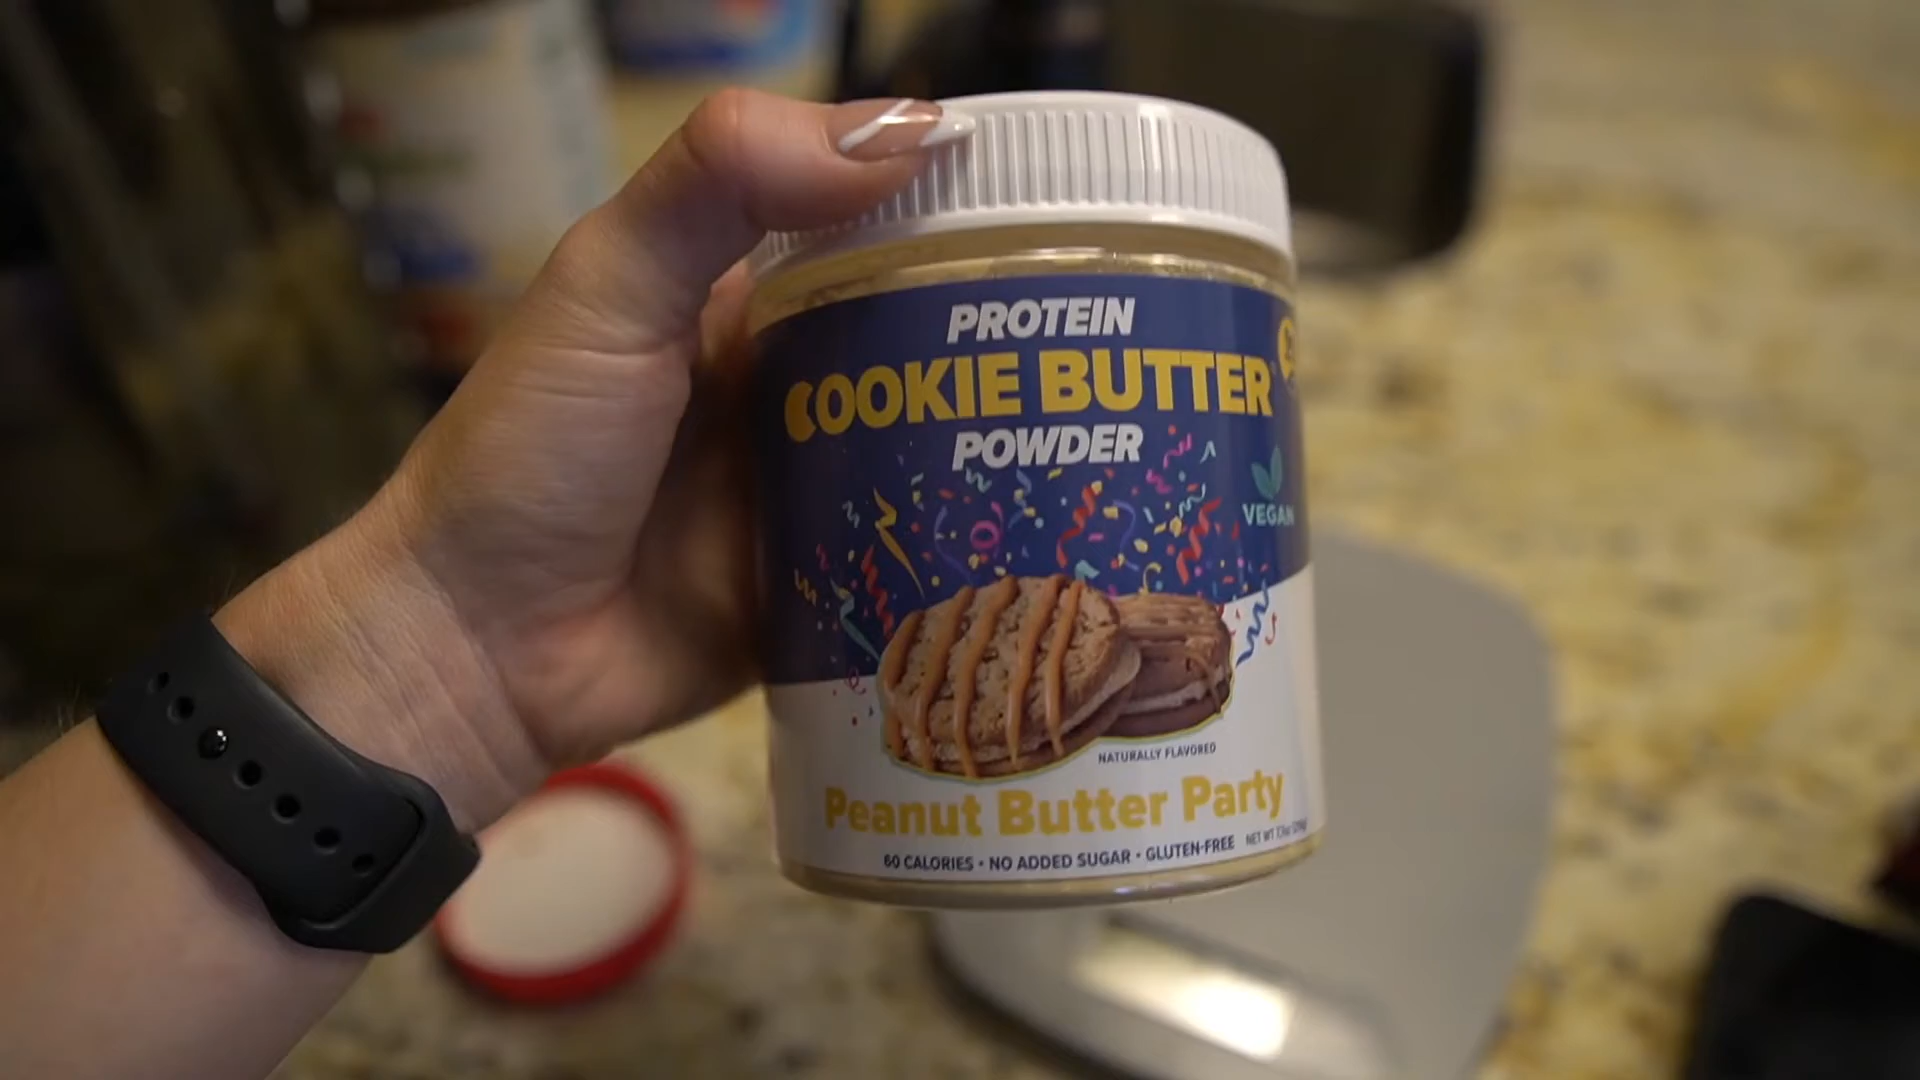 PROTEIN
COOKIE BUTTER
POWDER
VEGAN
NATURALLY FLAVORED
Peanut Butter Party
60 CALORIES • NO ADDED SUGAR • GLUTEN-FREE NET WT